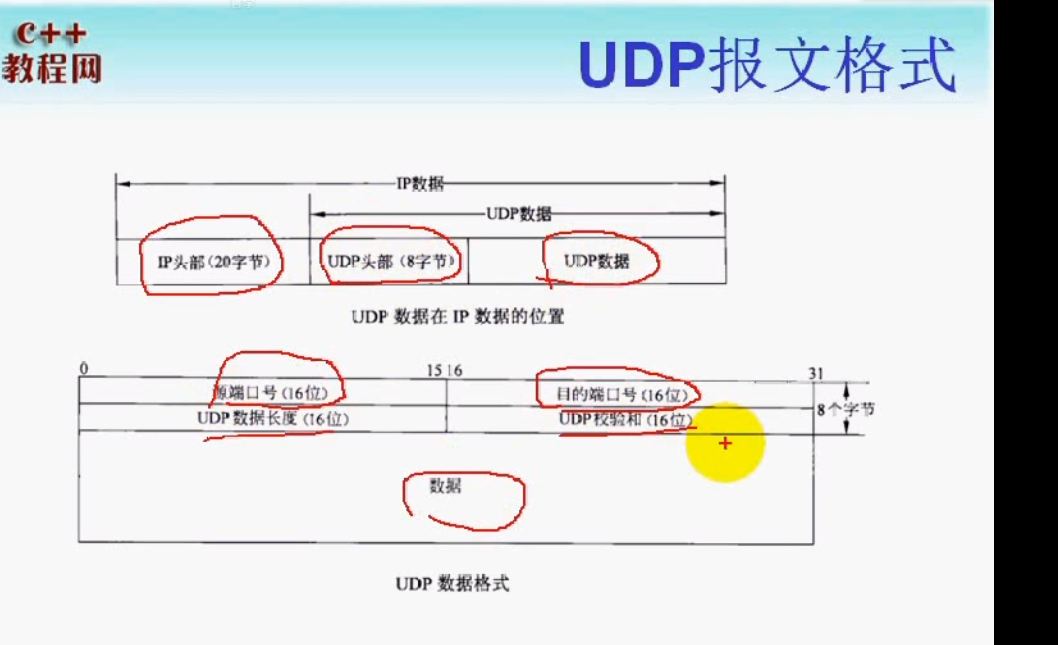 C++
教程网
UDP报文格式
IP数据
UDP数据
IP头部(20字节)
UDP头部(8字节)
UDP数据
UDP 数据在 IP 数据的位置
0
15 16
31
源端口号(16位)
目的端口号(16位)
8个字节
UDP数据长度(16位)
UDP校验和(16位)
数据
UDP 数据格式